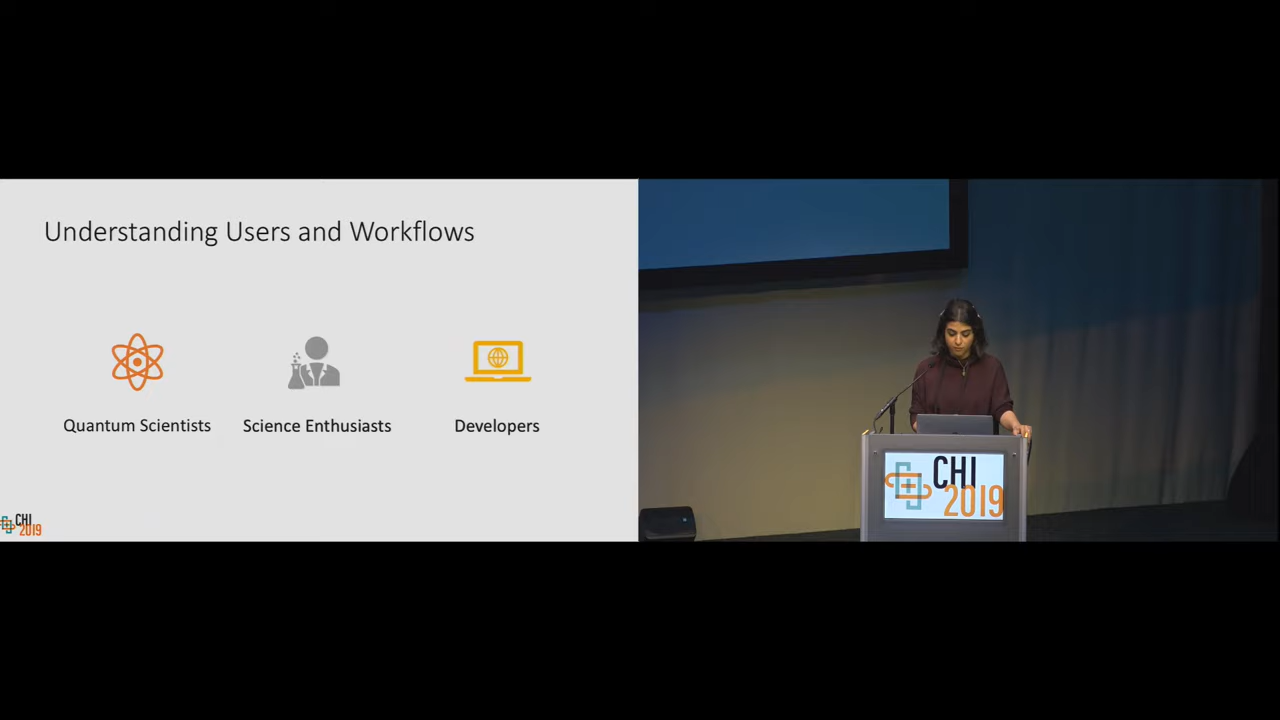 Understanding Users and Workflows
Quantum Scientists
Science Enthusiasts
Developers
CHI
2019
CHI
2019